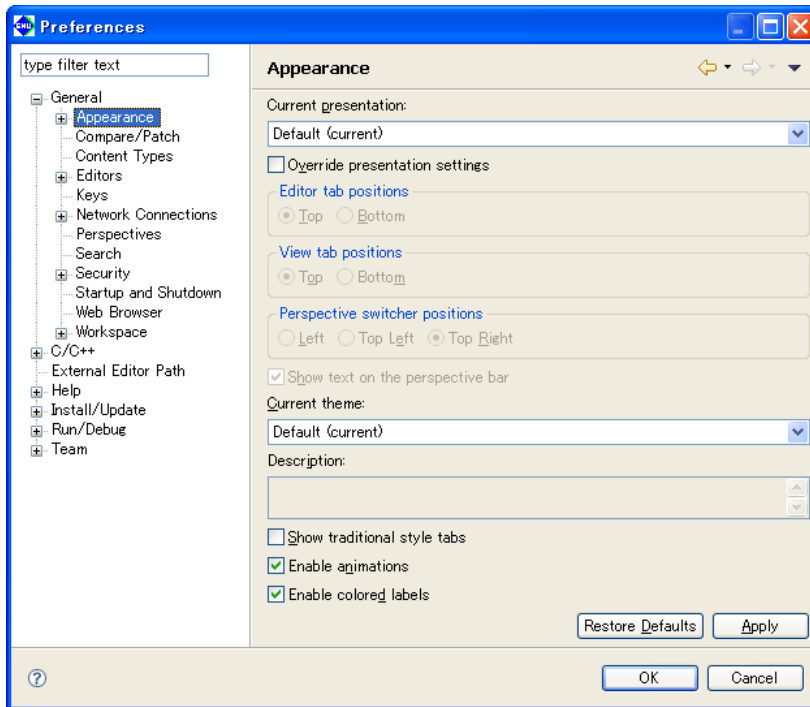 Preferences
type filter text
General
Appearance
Compare/Patch
Content Types
Editors
Keys
Network Connections
Perspectives
Search
Security
Startup and Shutdown
Web Browser
Workspace
C/C++
External Editor Path
Help
Install/Update
Run/Debug
Team
Appearance
Current presentation:
Default (current)
Override presentation settings
Editor tab positions
Top Bottom
View tab positions
Top Bottom
Perspective switcher positions
Left Top Left Top Right
Show text on the perspective bar
Current theme:
Default (current)
Description:
Show traditional style tabs
Enable animations
Enable colored labels
Restore Defaults Apply
OK Cancel